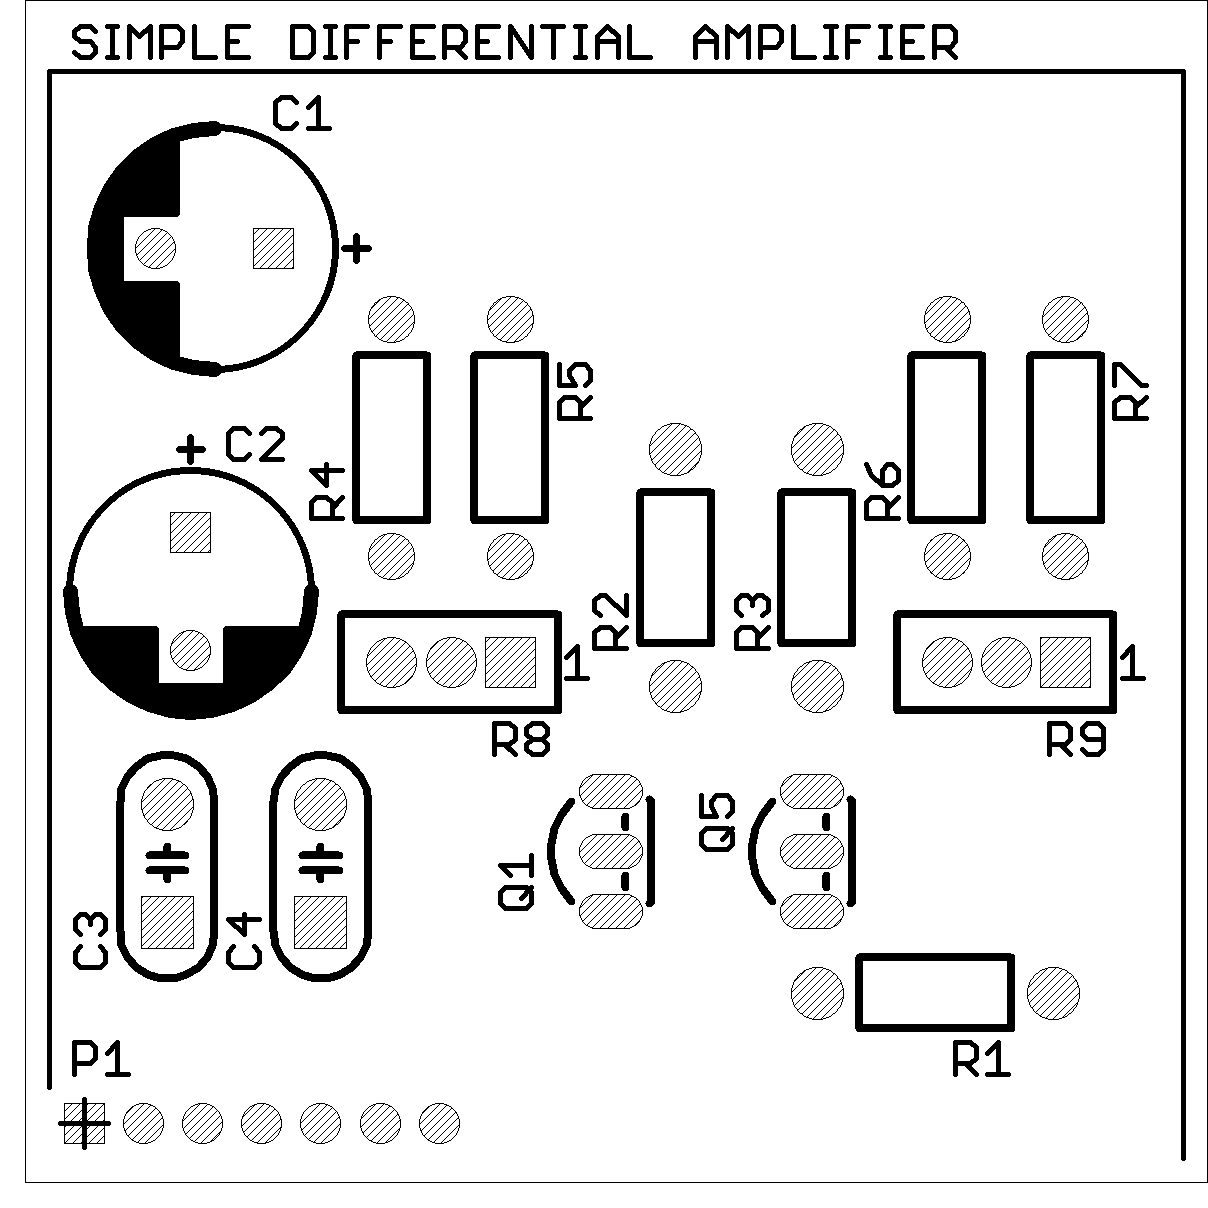 SIMPLE DIFFERENTIAL AMPLIFIER
C1
+
R5
R7
+ C2
R4
R6
R2
R3
1
1
R8
R9
Q5
Q1
C3
C4
P1
R1